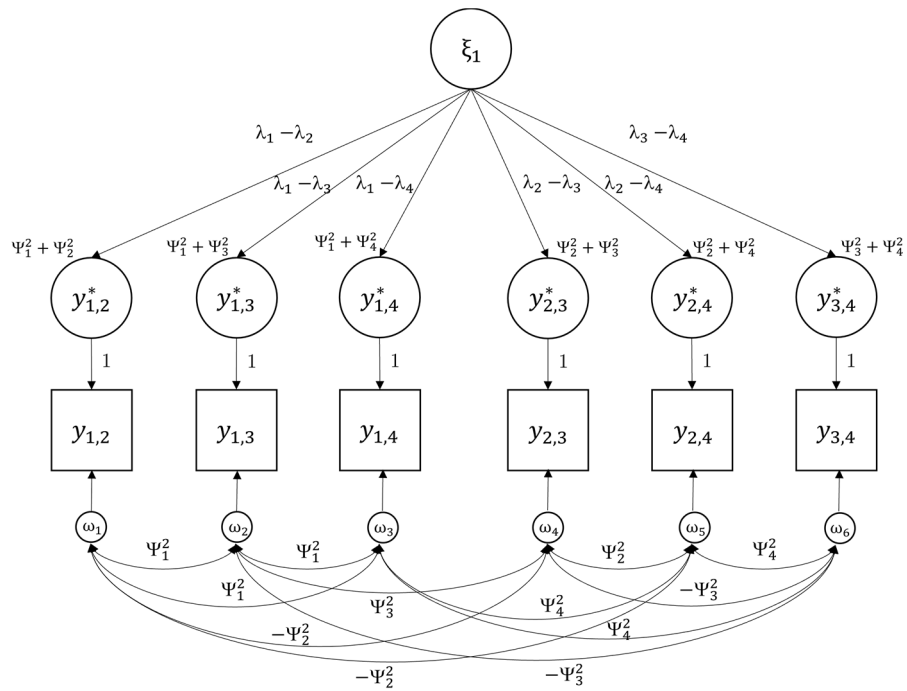 ξ₁
λ₁ −λ₂
λ₃ −λ₄
λ₁ −λ₃
λ₁ −λ₄
λ₂ −λ₃
λ₂ −λ₄
Ψ₁² + Ψ₂²
Ψ₁² + Ψ₃²
Ψ₁² + Ψ₄²
Ψ₂² + Ψ₃²
Ψ₂² + Ψ₄²
Ψ₃² + Ψ₄²
y*₁,₂
y*₁,₃
y*₁,₄
y*₂,₃
y*₂,₄
y*₃,₄
1
1
1
1
1
1
y₁,₂
y₁,₃
y₁,₄
y₂,₃
y₂,₄
y₃,₄
ω₁
ω₂
ω₃
ω₄
ω₅
ω₆
Ψ₁²
Ψ₁²
Ψ₂²
Ψ₄²
Ψ₁²
Ψ₃²
Ψ₄²
−Ψ₃²
−Ψ₂²
Ψ₄²
−Ψ₂²
−Ψ₃²